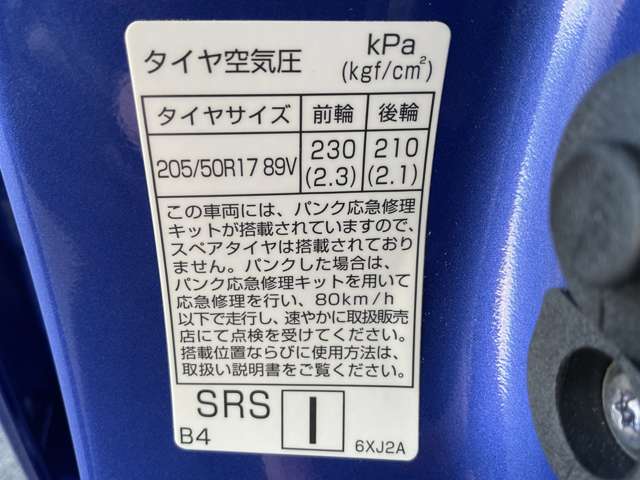 タイヤ空気圧 kPa
(kgf/cm²)
タイヤサイズ 前輪 後輪
205/50R17 89V 230 210
(2.3) (2.1)
この車両には、パンク応急修理
キットが搭載されていますので、
スペアタイヤは搭載されており
ません。パンクした場合は、
パンク応急修理キットを用いて
応急修理を行い、80km/h
以下で走行し、速やかに取扱販売
店にて点検を受けてください。
搭載位置ならびに使用方法は、
取扱い説明書をご覧ください。
SRS I
B4 6XJ2A